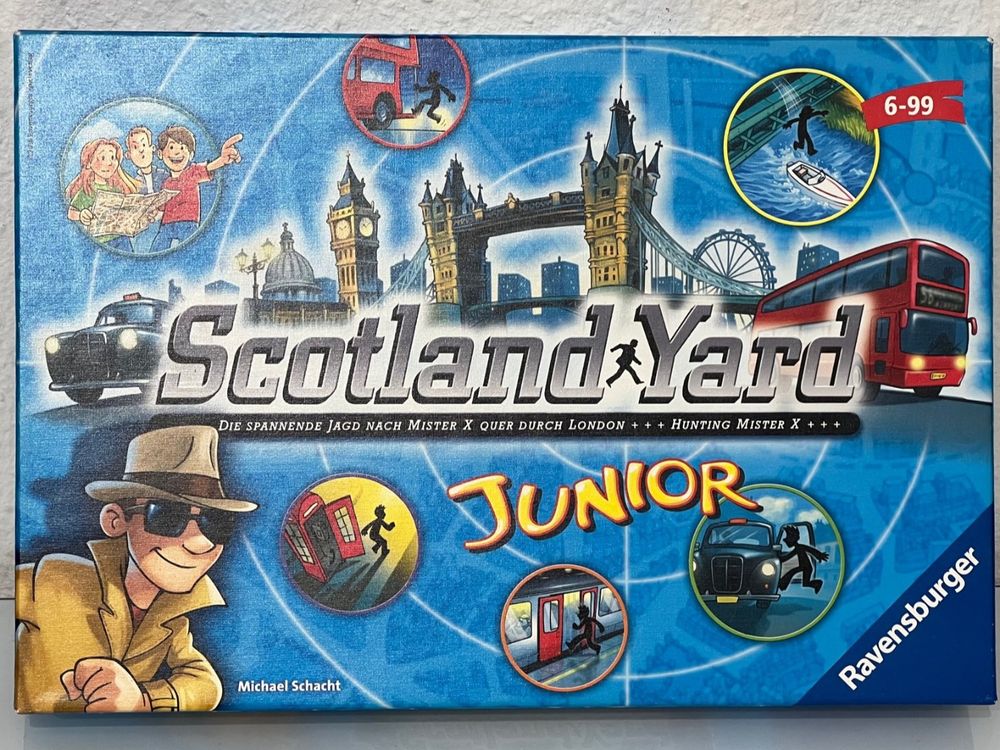 6-99
Scotland Yard
DIE SPANNENDE JAGD NACH MISTER X QUER DURCH LONDON + + + HUNTING MISTER X + + +
JUNIOR
Michael Schacht
Ravensburger